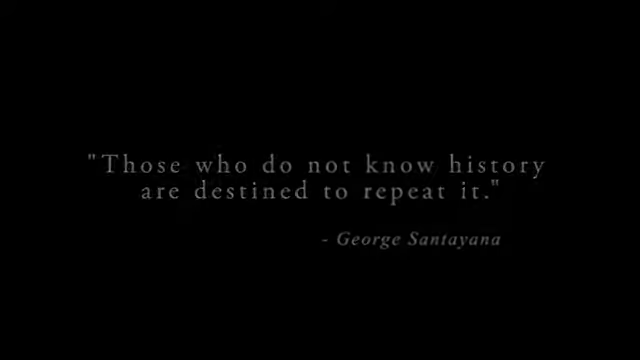 "Those who do not know history
are destined to repeat it."
- George Santayana